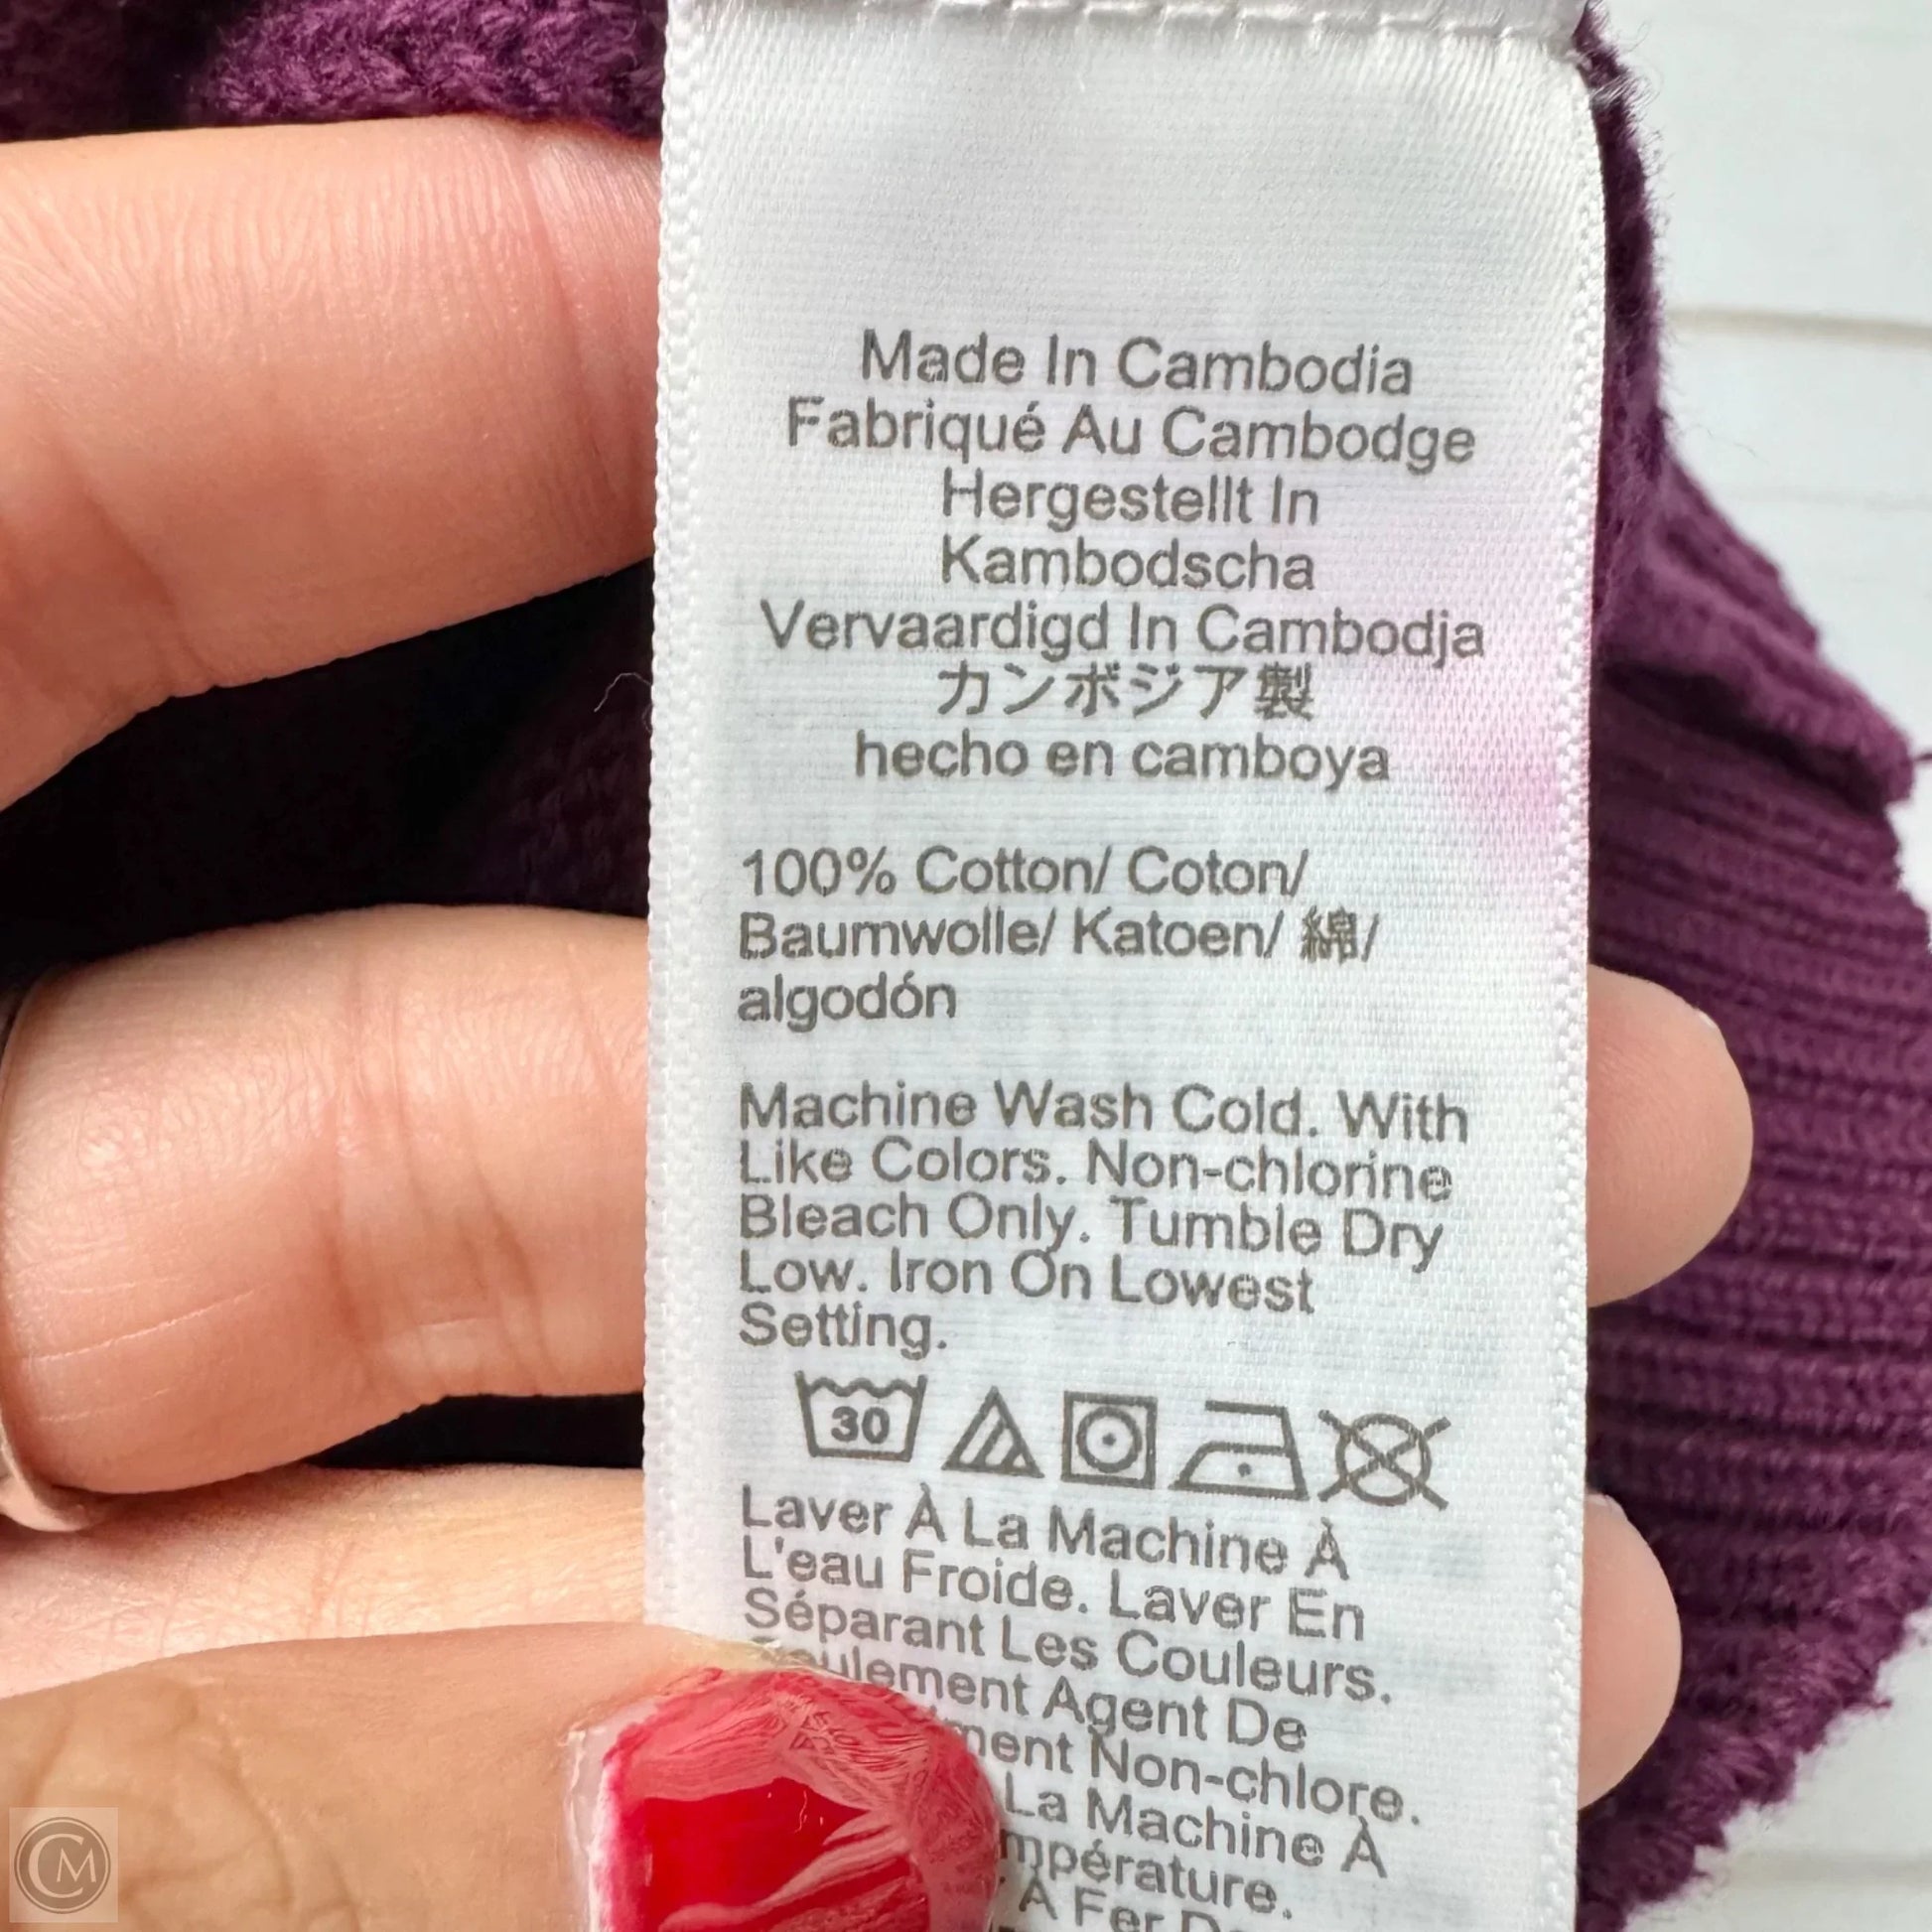 Made In Cambodia
Fabriqué Au Cambodge
Hergestellt In
Kambodscha
Vervaardigd In Cambodja
カンボジア製
hecho en camboya
100% Cotton/ Coton/
Baumwolle/ Katoen/ 綿/
algodón
Machine Wash Cold. With
Like Colors. Non-chlorine
Bleach Only. Tumble Dry
Low. Iron On Lowest
Setting.
30
Laver À La Machine À
L'eau Froide. Laver En
Séparant Les Couleurs.
Agent De
Non-chlore.
La Machine À
À Fer
CM